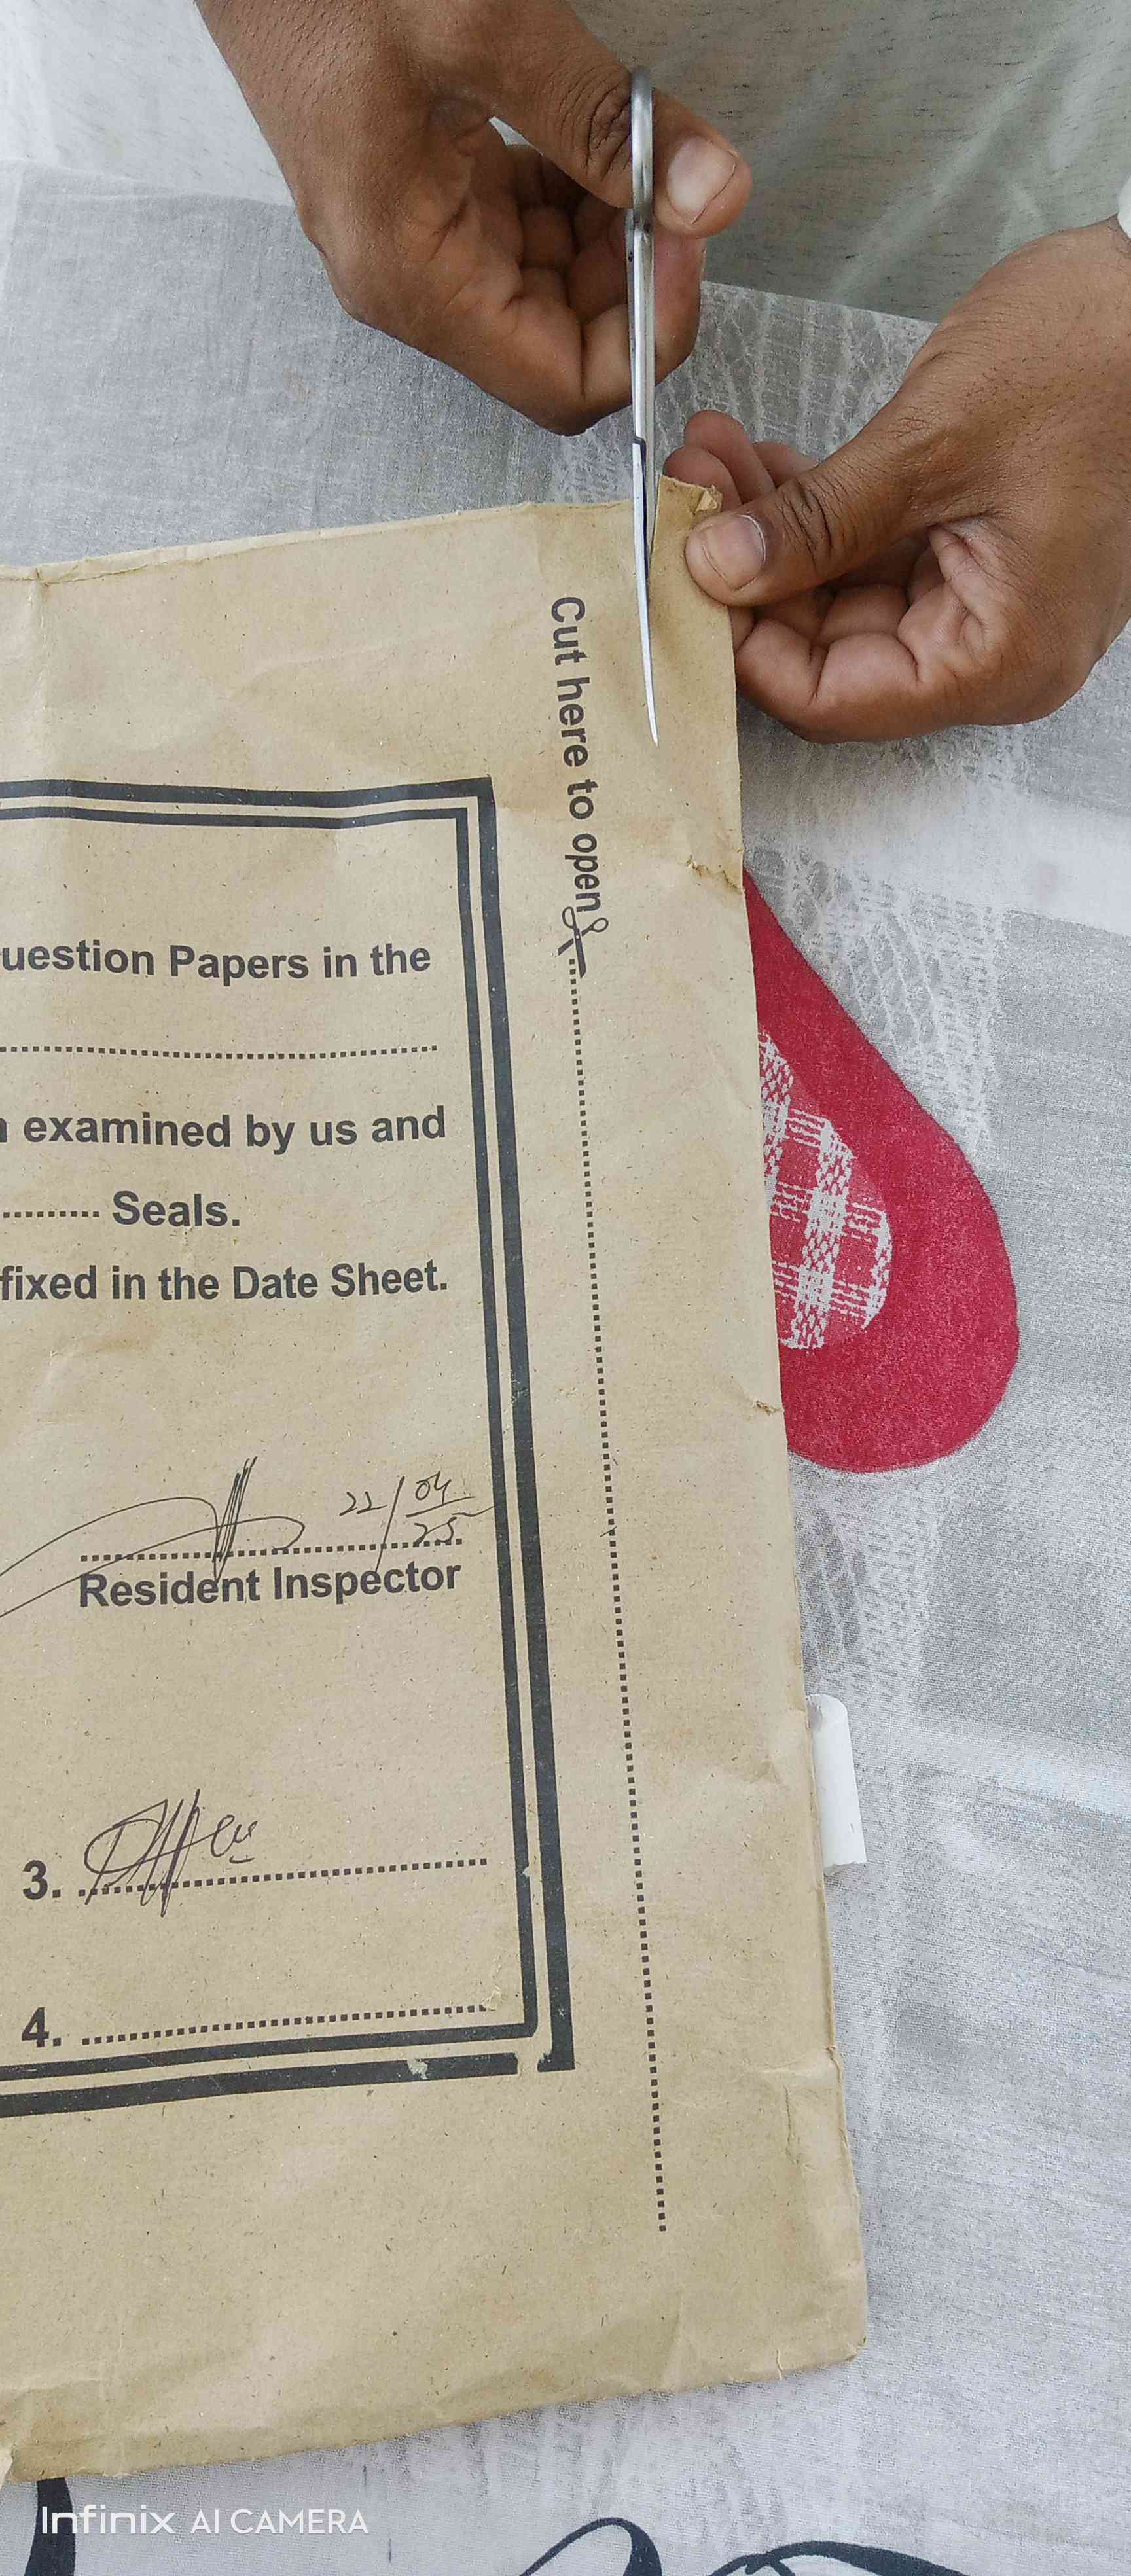 Cut here to open
uestion Papers in the
examined by us and
Seals.
fixed in the Date Sheet.
22/04
25
Resident Inspector
3.
4.
Infinix AI CAMERA